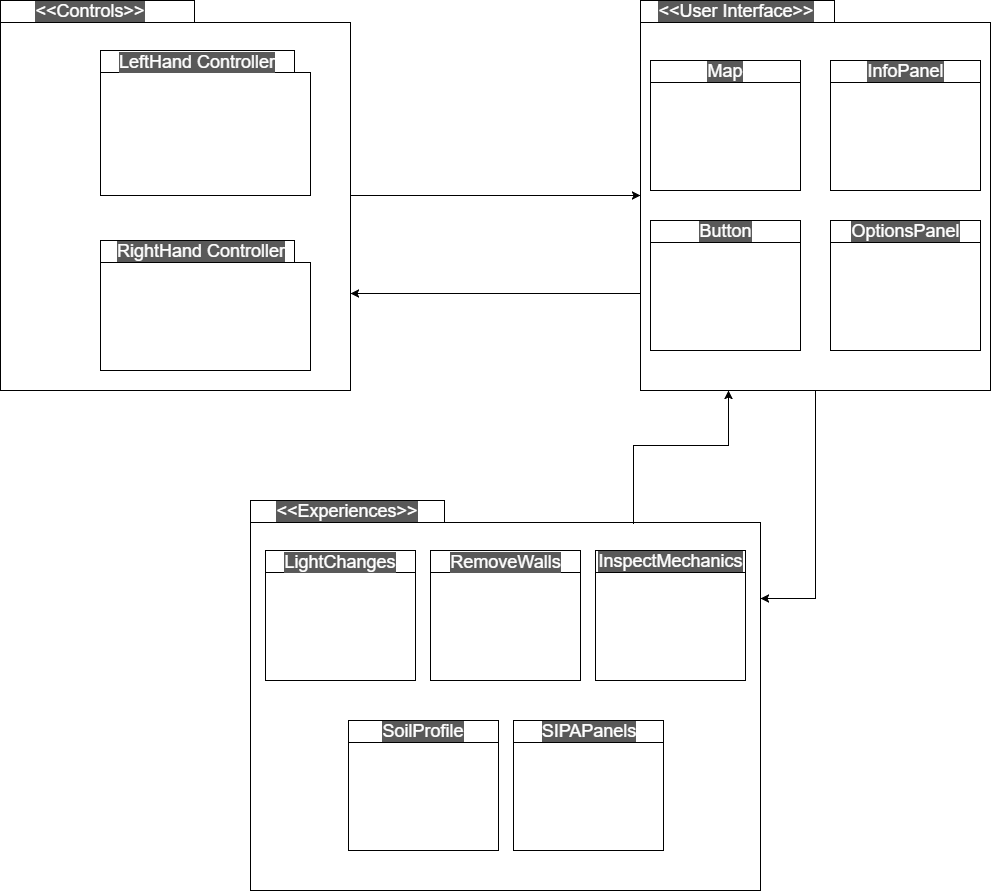 <<Controls>>
LeftHand Controller
RightHand Controller
<<User Interface>>
Map
InfoPanel
Button
OptionsPanel
<<Experiences>>
LightChanges
RemoveWalls
InspectMechanics
SoilProfile
SIPAPanels